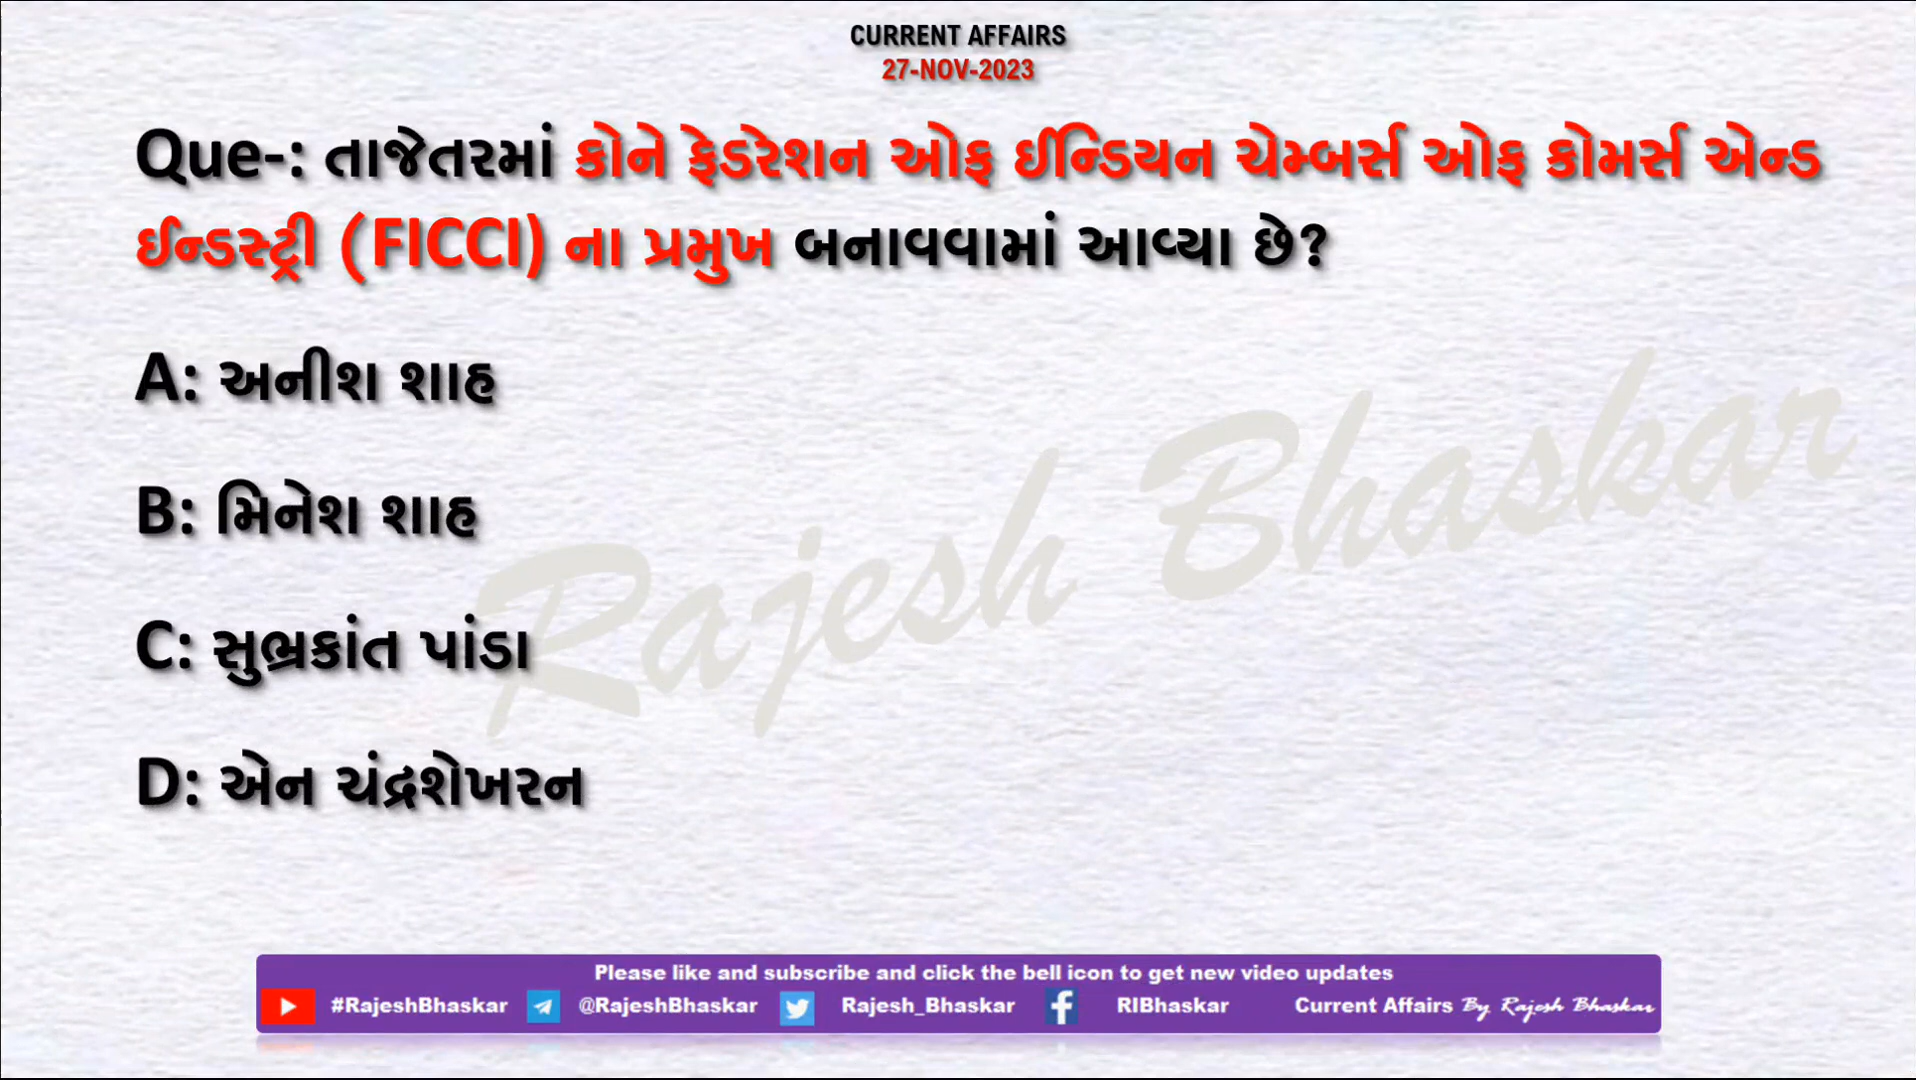 CURRENT AFFAIRS
27-NOV-2023
Que-: તાજેતરમાં કોને ફેડરેશન ઓફ ઈન્ડિયન ચેમ્બર્સ ઓફ કોમર્સ એન્ડ
ઈન્ડસ્ટ્રી (FICCI) ના પ્રમુખ બનાવવામાં આવ્યા છે?
A: અનીશ શાહ
B: મિનેશ શાહ
C: સુભ્રકાંત પાંડા
D: એન ચંદ્રશેખરન
Rajesh Bhaskar
Please like and subscribe and click the bell icon to get new video updates
#RajeshBhaskar @RajeshBhaskar Rajesh_Bhaskar RIBhaskar Current Affairs By Rajesh Bhaskar